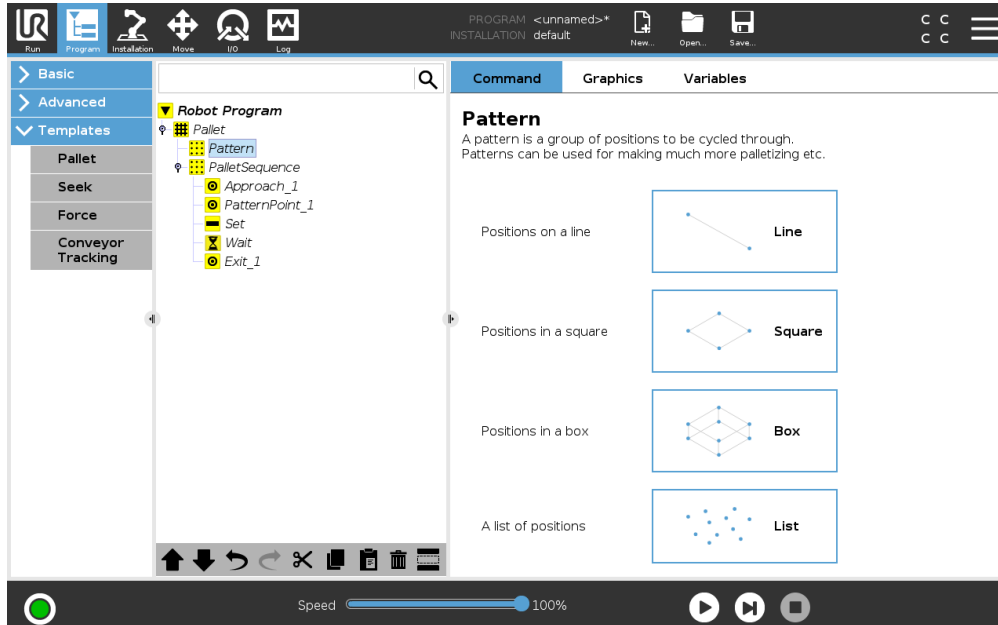 UR
PROGRAM <unnamed>*
INSTALLATION default
C C
C C
Run
Program
Installation
Move
I/O
Log
New...
Open...
Save...
Basic
Advanced
Templates
Pallet
Seek
Force
Conveyor
Tracking
Robot Program
Pallet
Pattern
PalletSequence
Approach_1
PatternPoint_1
Set
Wait
Exit_1
Command
Graphics
Variables
Pattern
A pattern is a group of positions to be cycled through.
Patterns can be used for making much more palletizing etc.
Positions on a line
Line
Positions in a square
Square
Positions in a box
Box
A list of positions
List
Speed
100%